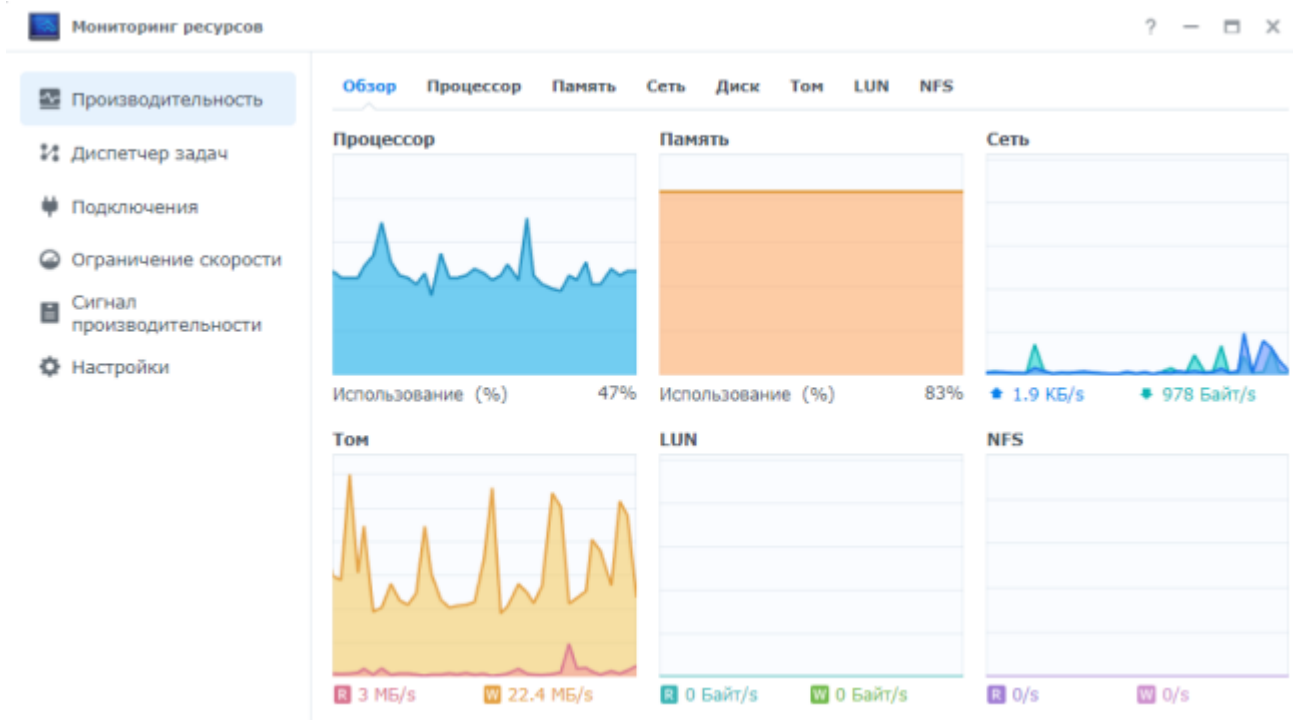 Мониторинг ресурсов
?
Производительность
Диспетчер задач
Подключения
Ограничение скорости
Сигнал
производительности
Настройки
Обзор Процессор Память Сеть Диск Том LUN NFS
Процессор
Использование (%) 47%
Память
Использование (%) 83%
Сеть
1.9 КБ/s 978 Байт/s
Том
R 3 МБ/s W 22.4 МБ/s
LUN
R 0 Байт/s W 0 Байт/s
NFS
R 0/s W 0/s